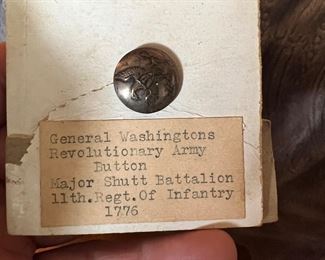 General Washingtons
Revolutionary Army
Button
Major Shutt Battalion
11th.Regt.Of Infantry
1776